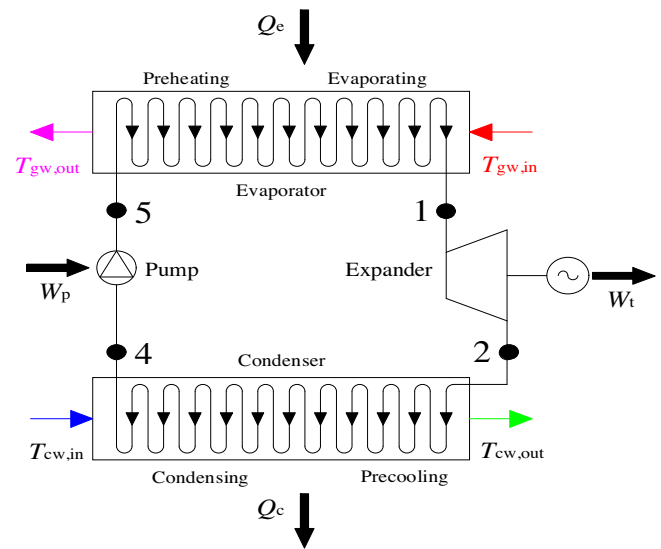 Qe
Preheating
Evaporating
Tgw,out
Tgw,in
Evaporator
5
1
Pump
Expander
Wp
Wt
4
2
Condenser
Tcw,in
Tcw,out
Condensing
Precooling
Qc